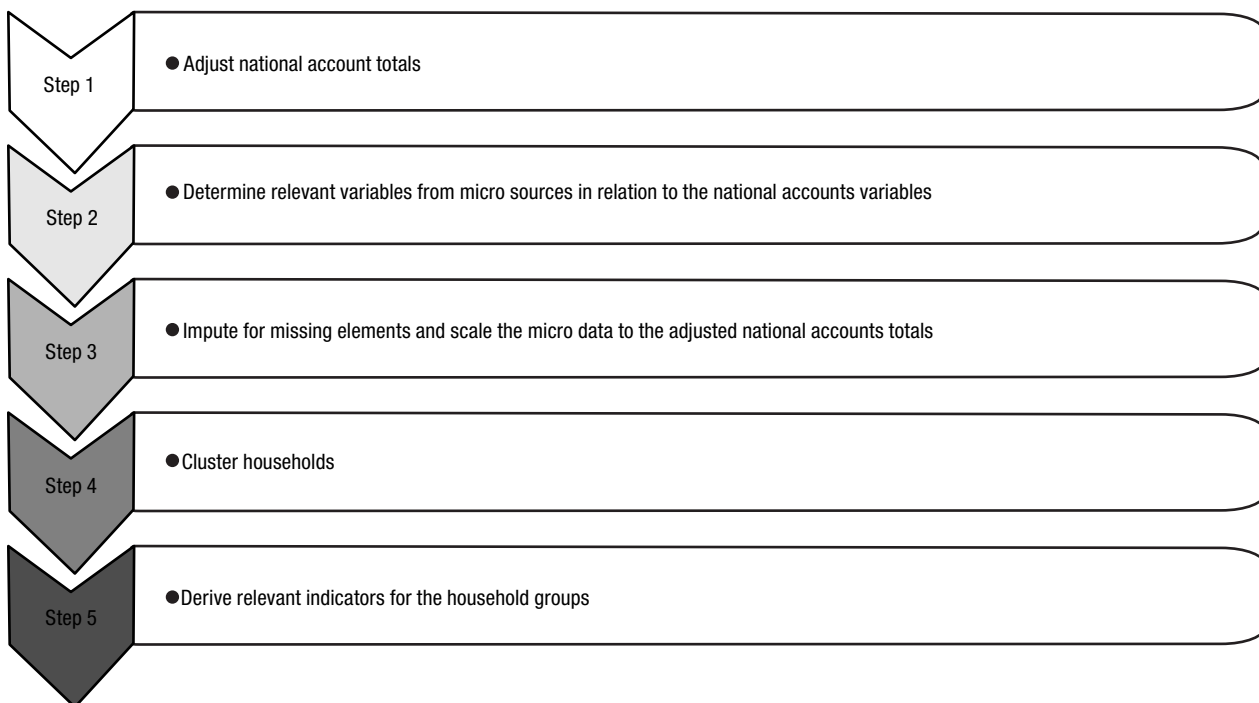 Step 1
● Adjust national account totals
Step 2
● Determine relevant variables from micro sources in relation to the national accounts variables
Step 3
● Impute for missing elements and scale the micro data to the adjusted national accounts totals
Step 4
● Cluster households
Step 5
● Derive relevant indicators for the household groups